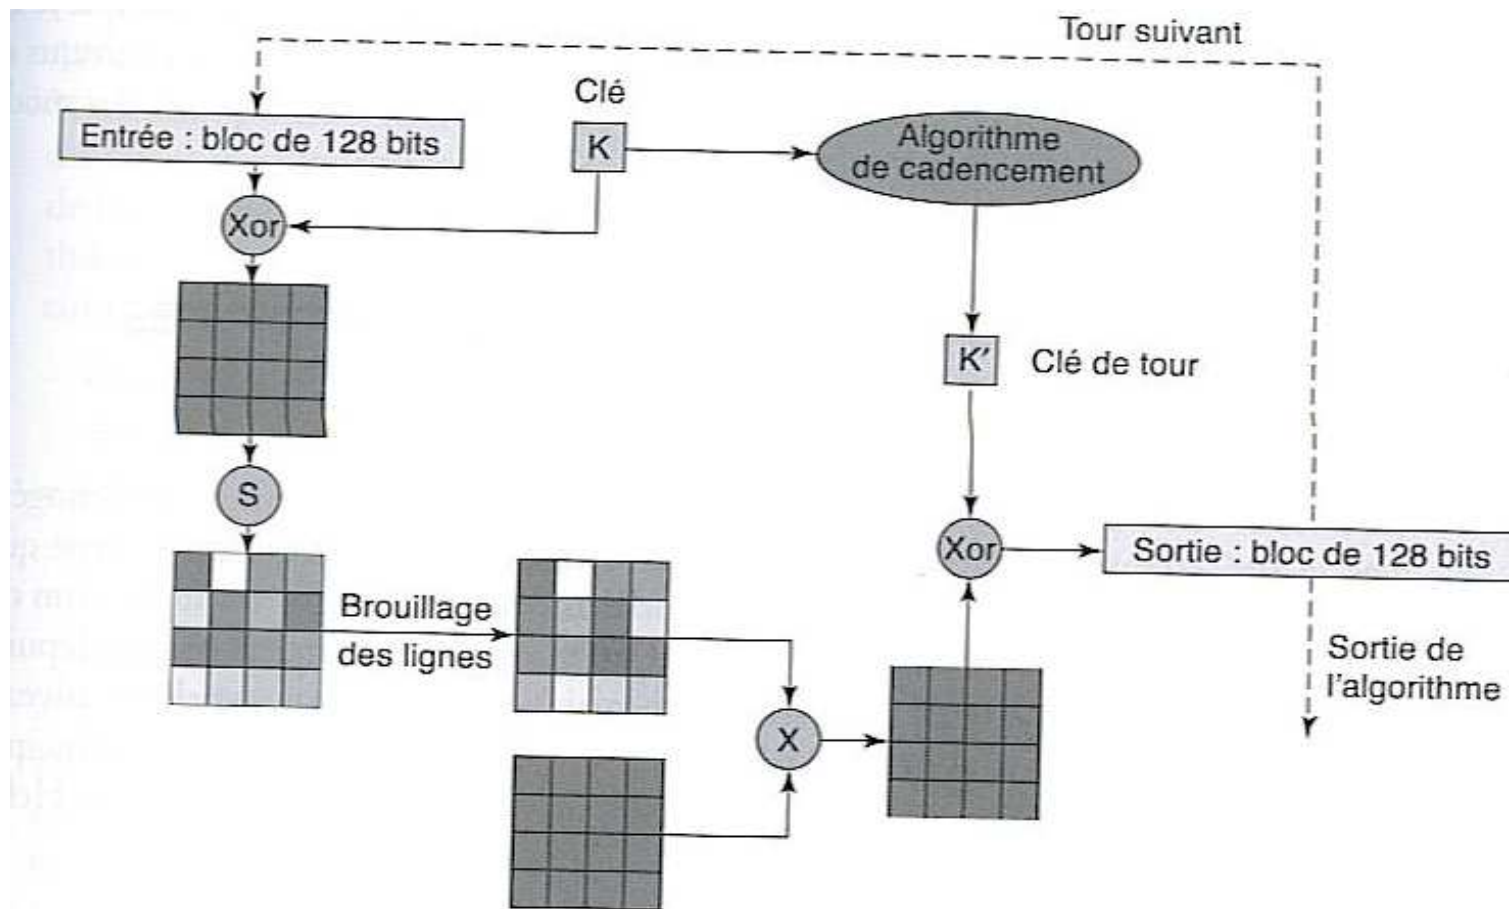 Tour suivant
Clé
Entrée : bloc de 128 bits
K
Algorithme
de cadencement
Xor
K'
Clé de tour
S
Xor
Sortie : bloc de 128 bits
Brouillage
des lignes
Sortie de
l'algorithme
X